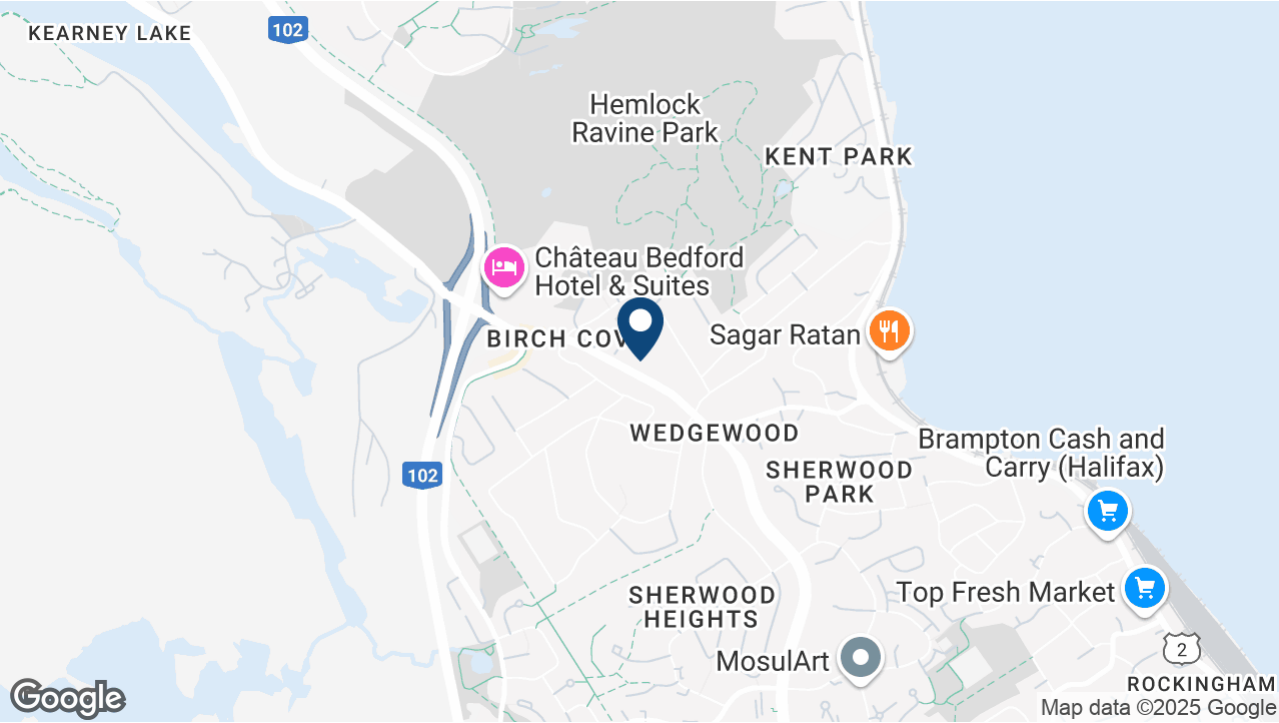 KEARNEY LAKE
102
Hemlock
Ravine Park
KENT PARK
Château Bedford
Hotel & Suites
BIRCH COV
Sagar Ratan
WEDGEWOOD
Brampton Cash and
Carry (Halifax)
SHERWOOD
PARK
102
Top Fresh Market
SHERWOOD
HEIGHTS
2
MosulArt
ROCKINGHAM
Google
Map data ©2025 Google